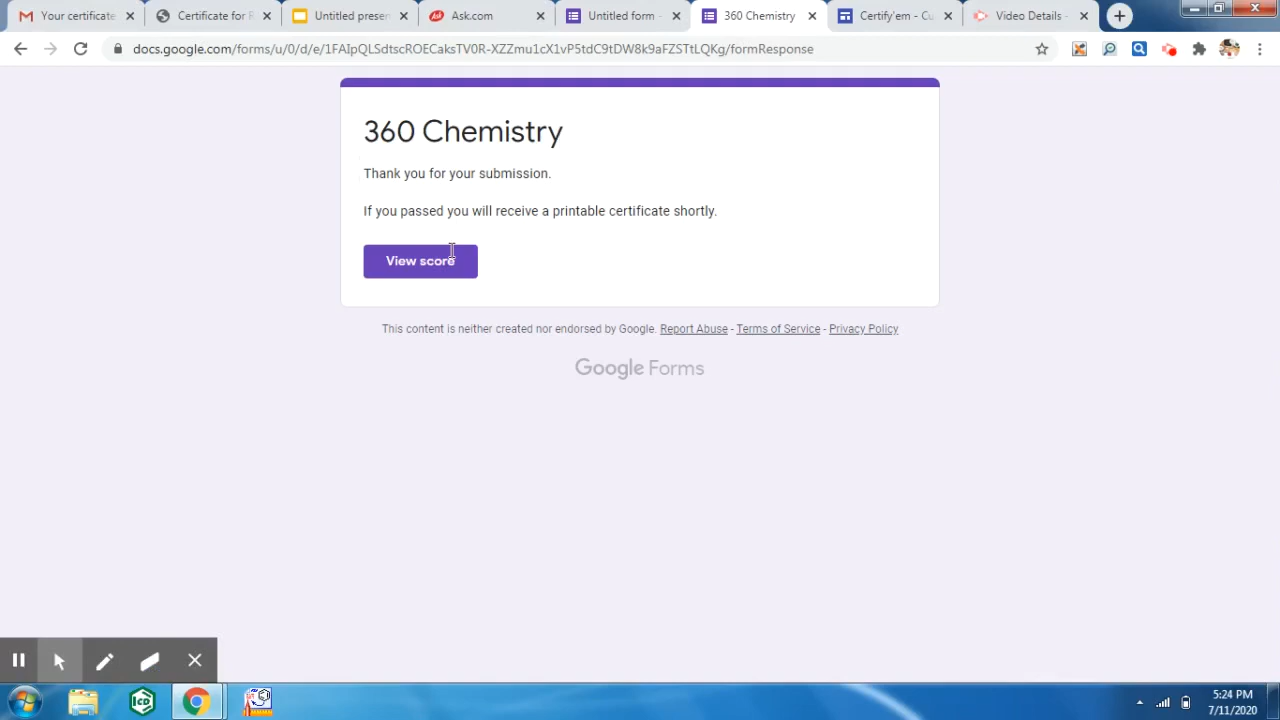 Your certificate
Certificate for R
Untitled presen
Ask.com
Untitled form -
360 Chemistry
Certify'em - Cu
Video Details -
docs.google.com/forms/u/0/d/e/1FAIpQLSdtscROECaksTV0R-XZZmi1cX1vP5tdC9tDW8k9aFZSTtLQKg/formResponse
360 Chemistry
Thank you for your submission.
If you passed you will receive a printable certificate shortly.
View score
This content is neither created nor endorsed by Google. Report Abuse - Terms of Service - Privacy Policy
Google Forms
5:24 PM
7/11/2020